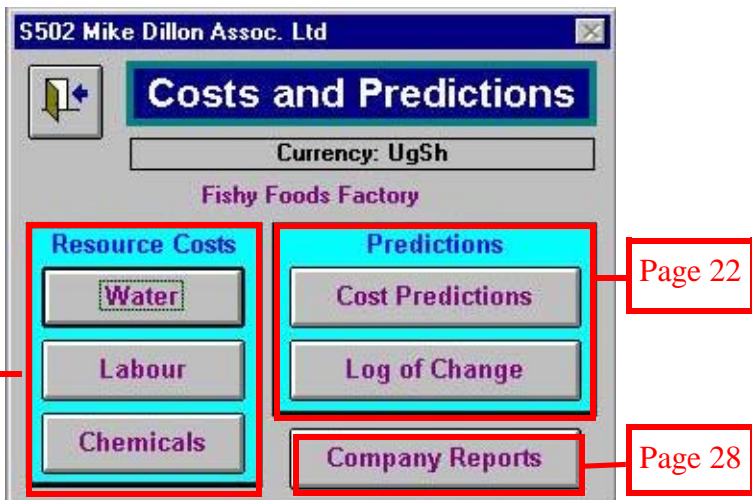 S502 Mike Dillon Assoc. Ltd
Costs and Predictions
Currency: UgSh
Fishy Foods Factory
Resource Costs
Water
Labour
Chemicals
Predictions
Cost Predictions
Log of Change
Page 22
Company Reports
Page 28